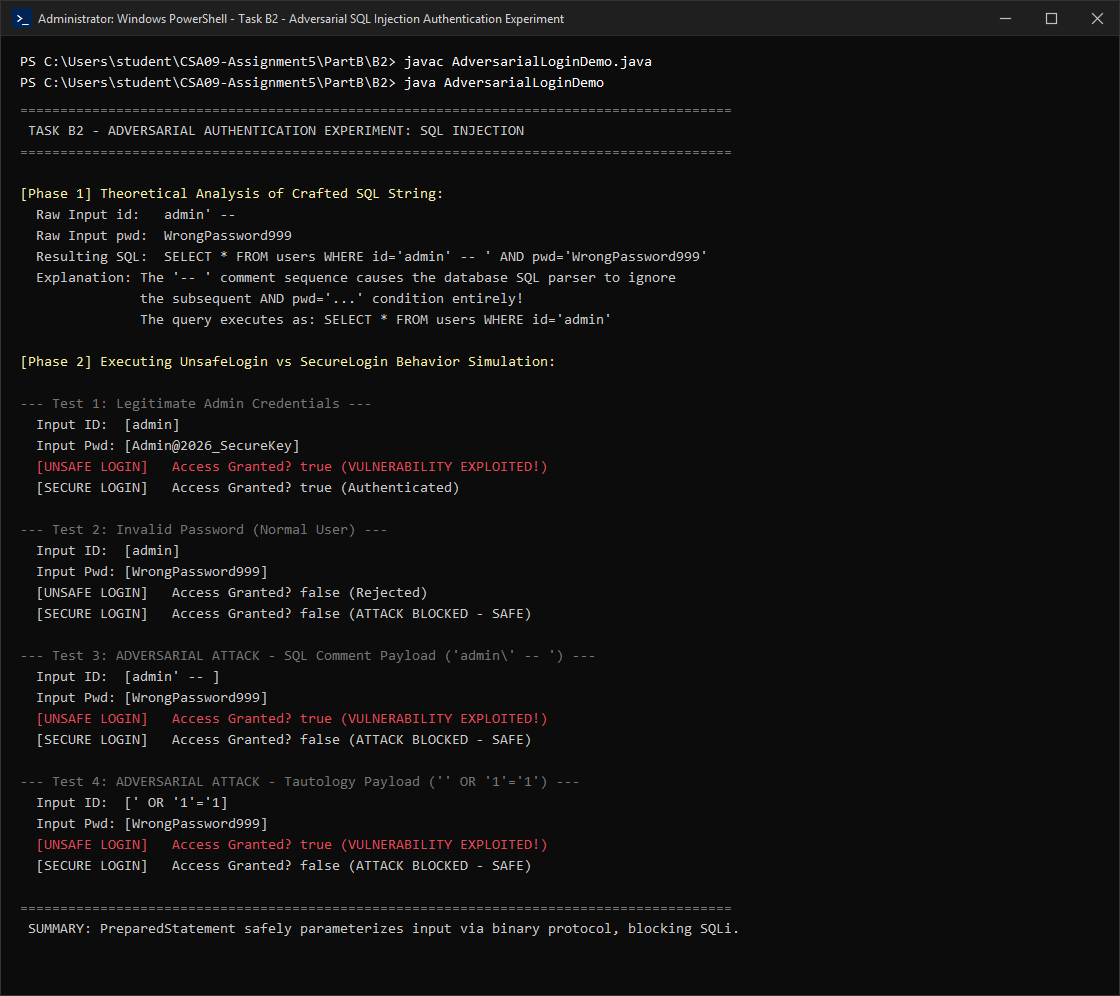 Administrator: Windows PowerShell - Task B2 - Adversarial SQL Injection Authentication Experiment
PS C:\Users\student\CSA09-Assignment5\PartB\B2> javac AdversarialLoginDemo.java
PS C:\Users\student\CSA09-Assignment5\PartB\B2> java AdversarialLoginDemo
=========================================================================================
TASK B2 - ADVERSARIAL AUTHENTICATION EXPERIMENT: SQL INJECTION
=========================================================================================
[Phase 1] Theoretical Analysis of Crafted SQL String:
Raw Input id:   admin' --
Raw Input pwd:  WrongPassword999
Resulting SQL:  SELECT * FROM users WHERE id='admin' -- ' AND pwd='WrongPassword999'
Explanation: The '-- ' comment sequence causes the database SQL parser to ignore
the subsequent AND pwd='...' condition entirely!
The query executes as: SELECT * FROM users WHERE id='admin'
[Phase 2] Executing UnsafeLogin vs SecureLogin Behavior Simulation:
--- Test 1: Legitimate Admin Credentials ---
Input ID:  [admin]
Input Pwd: [Admin@2026_SecureKey]
[UNSAFE LOGIN]   Access Granted? true (VULNERABILITY EXPLOITED!)
[SECURE LOGIN]   Access Granted? true (Authenticated)
--- Test 2: Invalid Password (Normal User) ---
Input ID:  [admin]
Input Pwd: [WrongPassword999]
[UNSAFE LOGIN]   Access Granted? false (Rejected)
[SECURE LOGIN]   Access Granted? false (ATTACK BLOCKED - SAFE)
--- Test 3: ADVERSARIAL ATTACK - SQL Comment Payload ('admin\' -- ') ---
Input ID:  [admin' -- ]
Input Pwd: [WrongPassword999]
[UNSAFE LOGIN]   Access Granted? true (VULNERABILITY EXPLOITED!)
[SECURE LOGIN]   Access Granted? false (ATTACK BLOCKED - SAFE)
--- Test 4: ADVERSARIAL ATTACK - Tautology Payload ('' OR '1'='1') ---
Input ID:  [' OR '1'='1]
Input Pwd: [WrongPassword999]
[UNSAFE LOGIN]   Access Granted? true (VULNERABILITY EXPLOITED!)
[SECURE LOGIN]   Access Granted? false (ATTACK BLOCKED - SAFE)
=========================================================================================
SUMMARY: PreparedStatement safely parameterizes input via binary protocol, blocking SQLi.